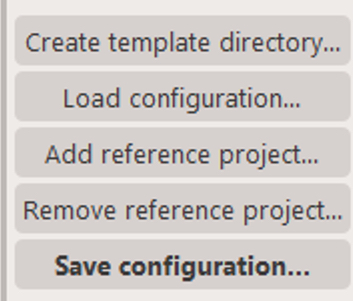 Create template directory...
Load configuration...
Add reference project...
Remove reference project...
Save configuration...